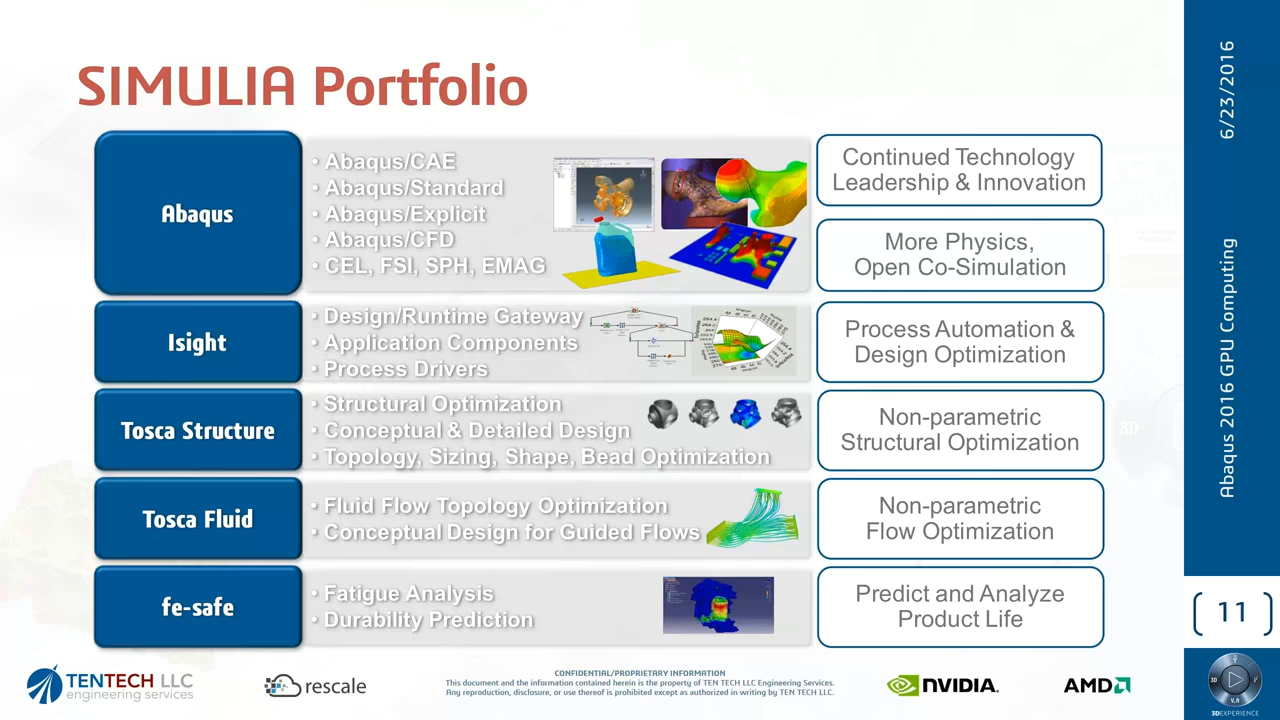 SIMULIA Portfolio
Abaqus
• Abaqus/CAE
• Abaqus/Standard
• Abaqus/Explicit
• Abaqus/CFD
• CEL, FSI, SPH, EMAG
Continued Technology
Leadership & Innovation
More Physics,
Open Co-Simulation
Isight
• Design/Runtime Gateway
• Application Components
• Process Drivers
Process Automation &
Design Optimization
Tosca Structure
• Structural Optimization
• Conceptual & Detailed Design
• Topology, Sizing, Shape, Bead Optimization
Non-parametric
Structural Optimization
Tosca Fluid
• Fluid Flow Topology Optimization
• Conceptual Design for Guided Flows
Non-parametric
Flow Optimization
fe-safe
• Fatigue Analysis
• Durability Prediction
Predict and Analyze
Product Life
6/23/2016
Abaqus 2016 GPU Computing
11
TENTECH LLC
engineering services
rescale
CONFIDENTIAL/PROPRIETARY INFORMATION
This document and the information contained herein is the property of TEN TECH LLC Engineering Services.
Any reproduction, disclosure, or use thereof is prohibited except as authorized in writing by TEN TECH LLC.
NVIDIA.
AMD
3D
V,R
3DEXPERIENCE